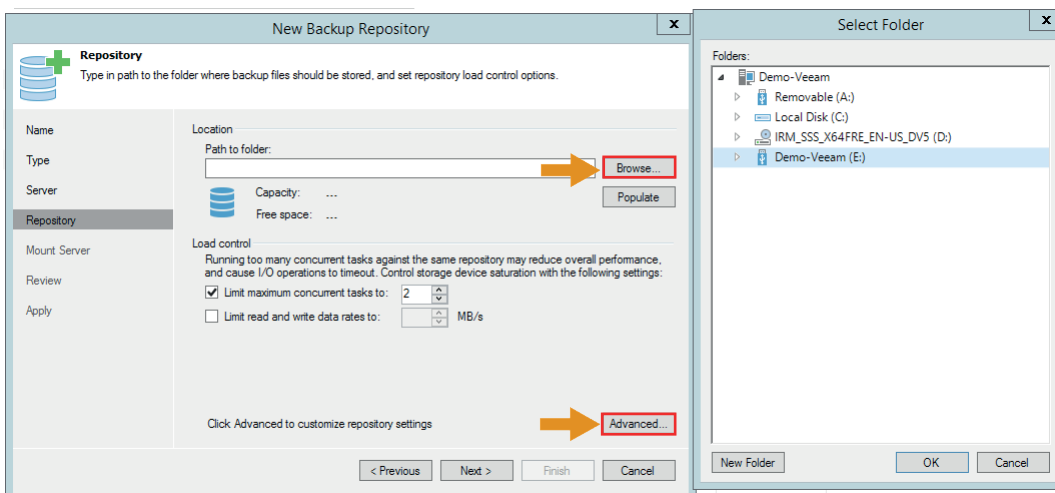 New Backup Repository
x
Repository
Type in path to the folder where backup files should be stored, and set repository load control options.
Name
Type
Server
Repository
Mount Server
Review
Apply
Location
Path to folder:
Browse...
Capacity: ...
Populate
Free space: ...
Load control
Running too many concurrent tasks against the same repository may reduce overall performance,
and cause I/O operations to timeout. Control storage device saturation with the following settings:
Limit maximum concurrent tasks to: 2
Limit read and write data rates to: MB/s
Click Advanced to customize repository settings
Advanced...
< Previous Next > Finish Cancel
Select Folder
x
Folders:
Demo-Veeam
Removable (A:)
Local Disk (C:)
IRM_SSS_X64FRE_EN-US_DV5 (D:)
Demo-Veeam (E:)
New Folder OK Cancel